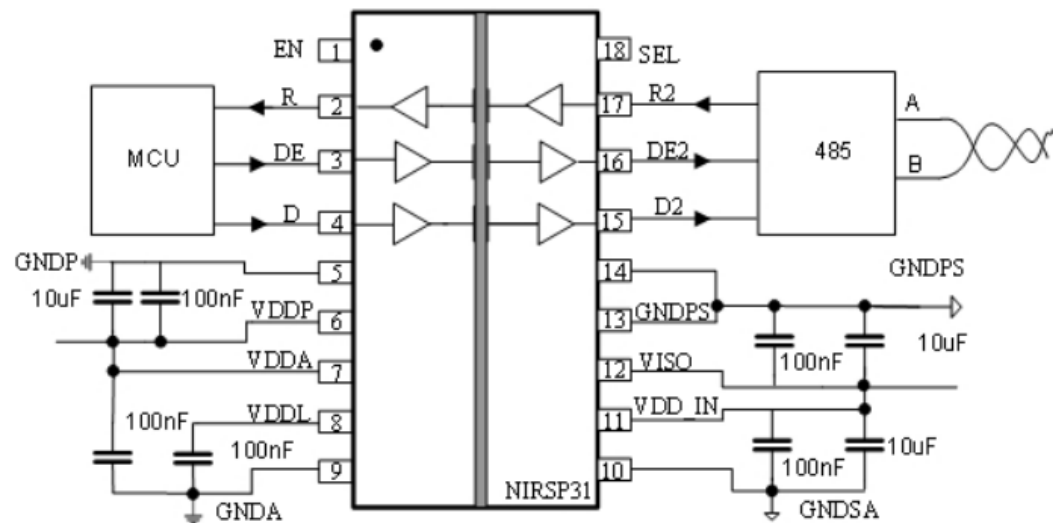 EN 1 18 SEL
R 2 17 R2
MCU DE 3 16 DE2 485 A B
D 4 15 D2
GNDP 5 14 GNDPS
10uF 100nF VDDP 6 13 GNDPS
VDDA 7 12 VISO 100nF 10uF
100nF VDDL 8 11 VDD_IN
100nF 9 10 100nF 10uF
GNDA NIRSP31 GNDSA